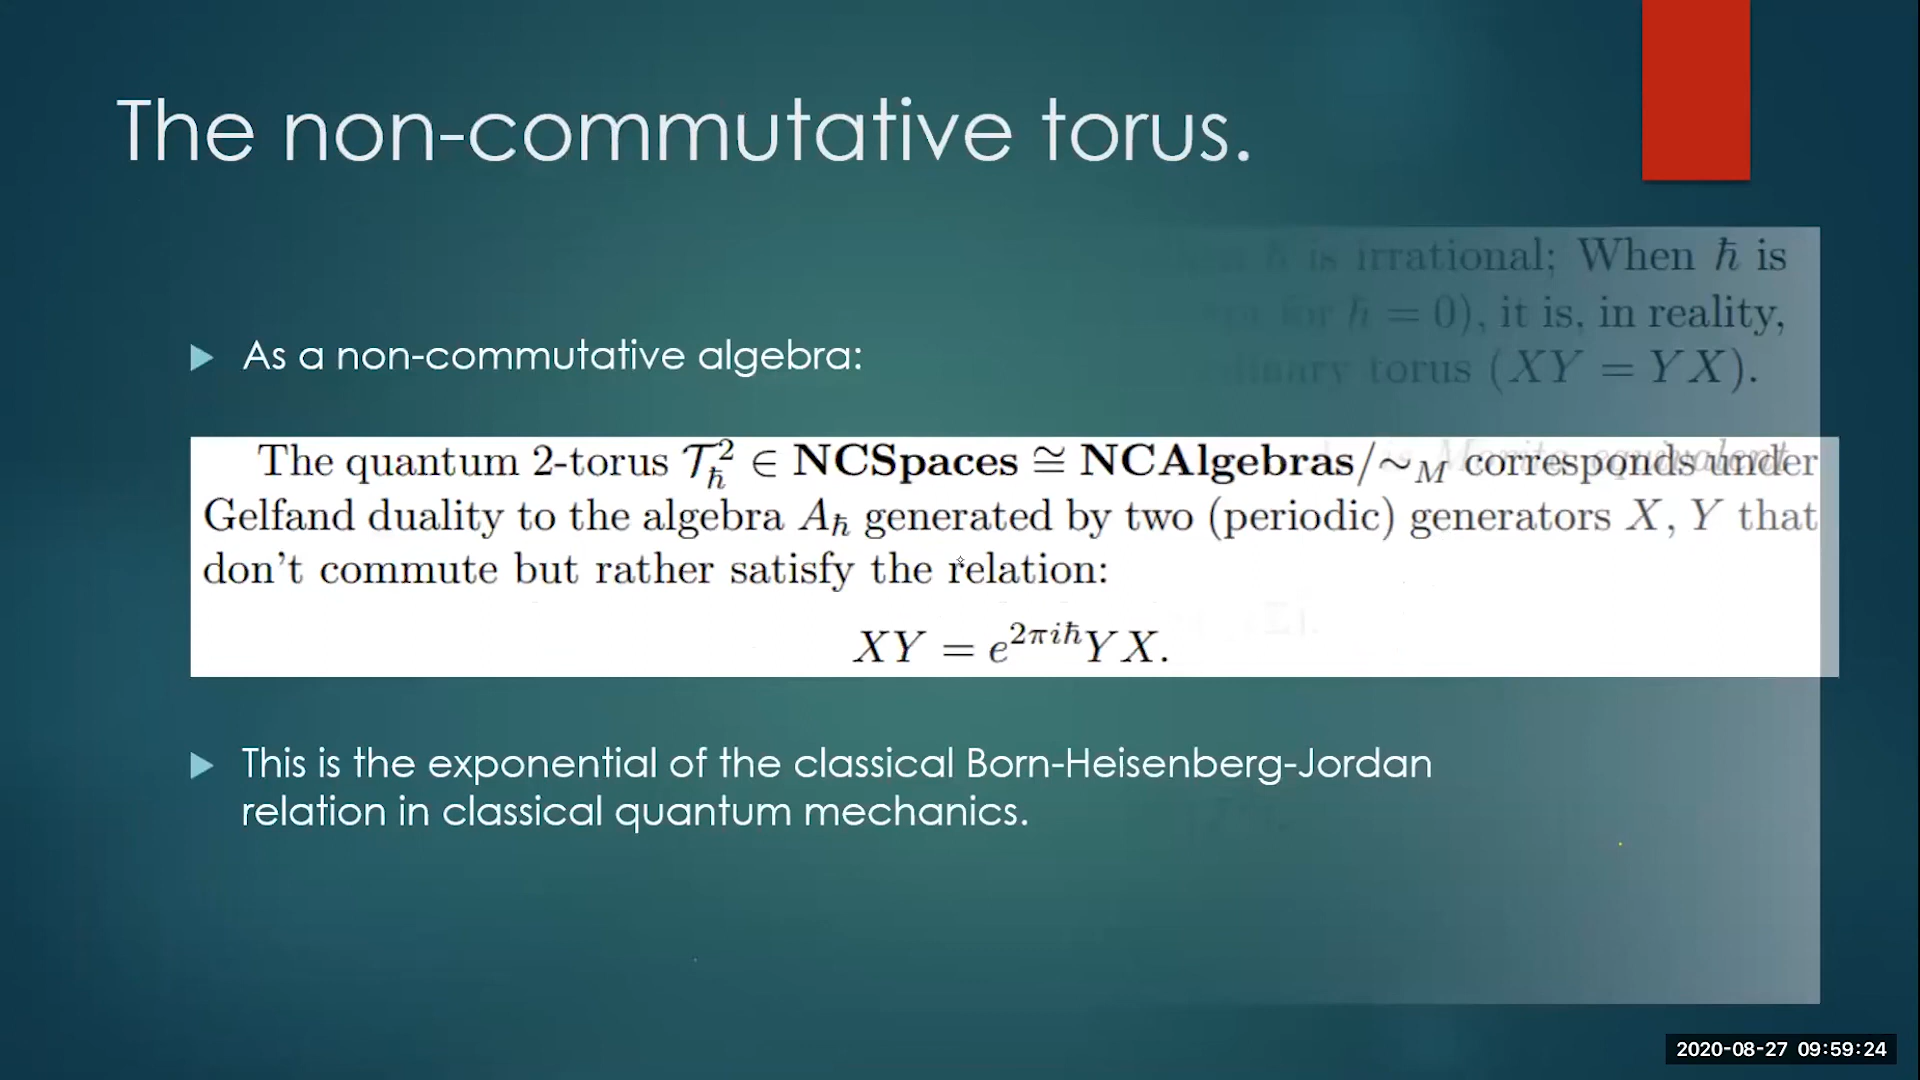 The non-commutative torus.
is irrational; When ℏ is
for ℏ = 0), it is, in reality,
torus (XY = YX).
As a non-commutative algebra:
The quantum 2-torus 𝒯²_ℏ ∈ NCSpaces ≅ NCAlgebras/∼_M corresponds under
Gelfand duality to the algebra A_ℏ generated by two (periodic) generators X, Y that
don't commute but rather satisfy the relation:
XY = e^{2πiℏ}YX.
This is the exponential of the classical Born-Heisenberg-Jordan
relation in classical quantum mechanics.
2020-08-27 09:59:24